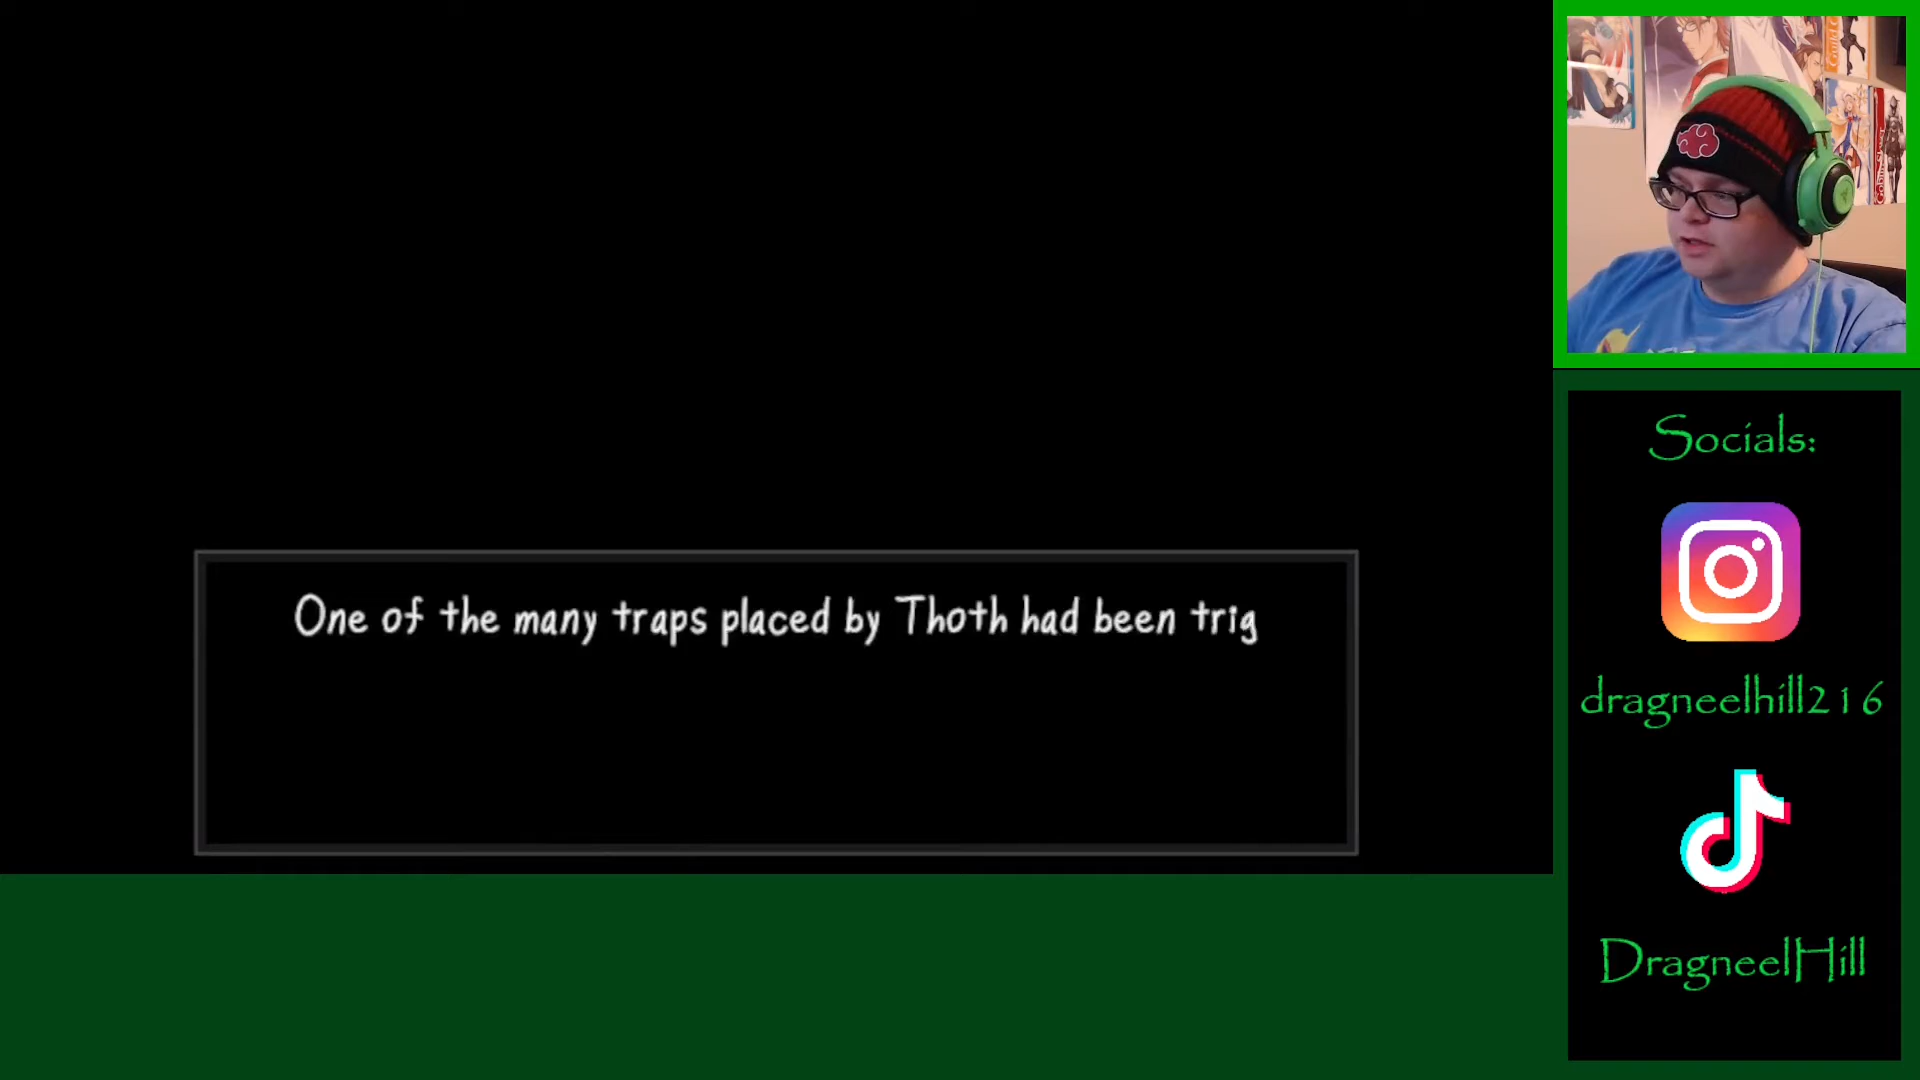 One of the many traps placed by Thoth had been trig
Socials:
dragneelhill216
DragneelHill